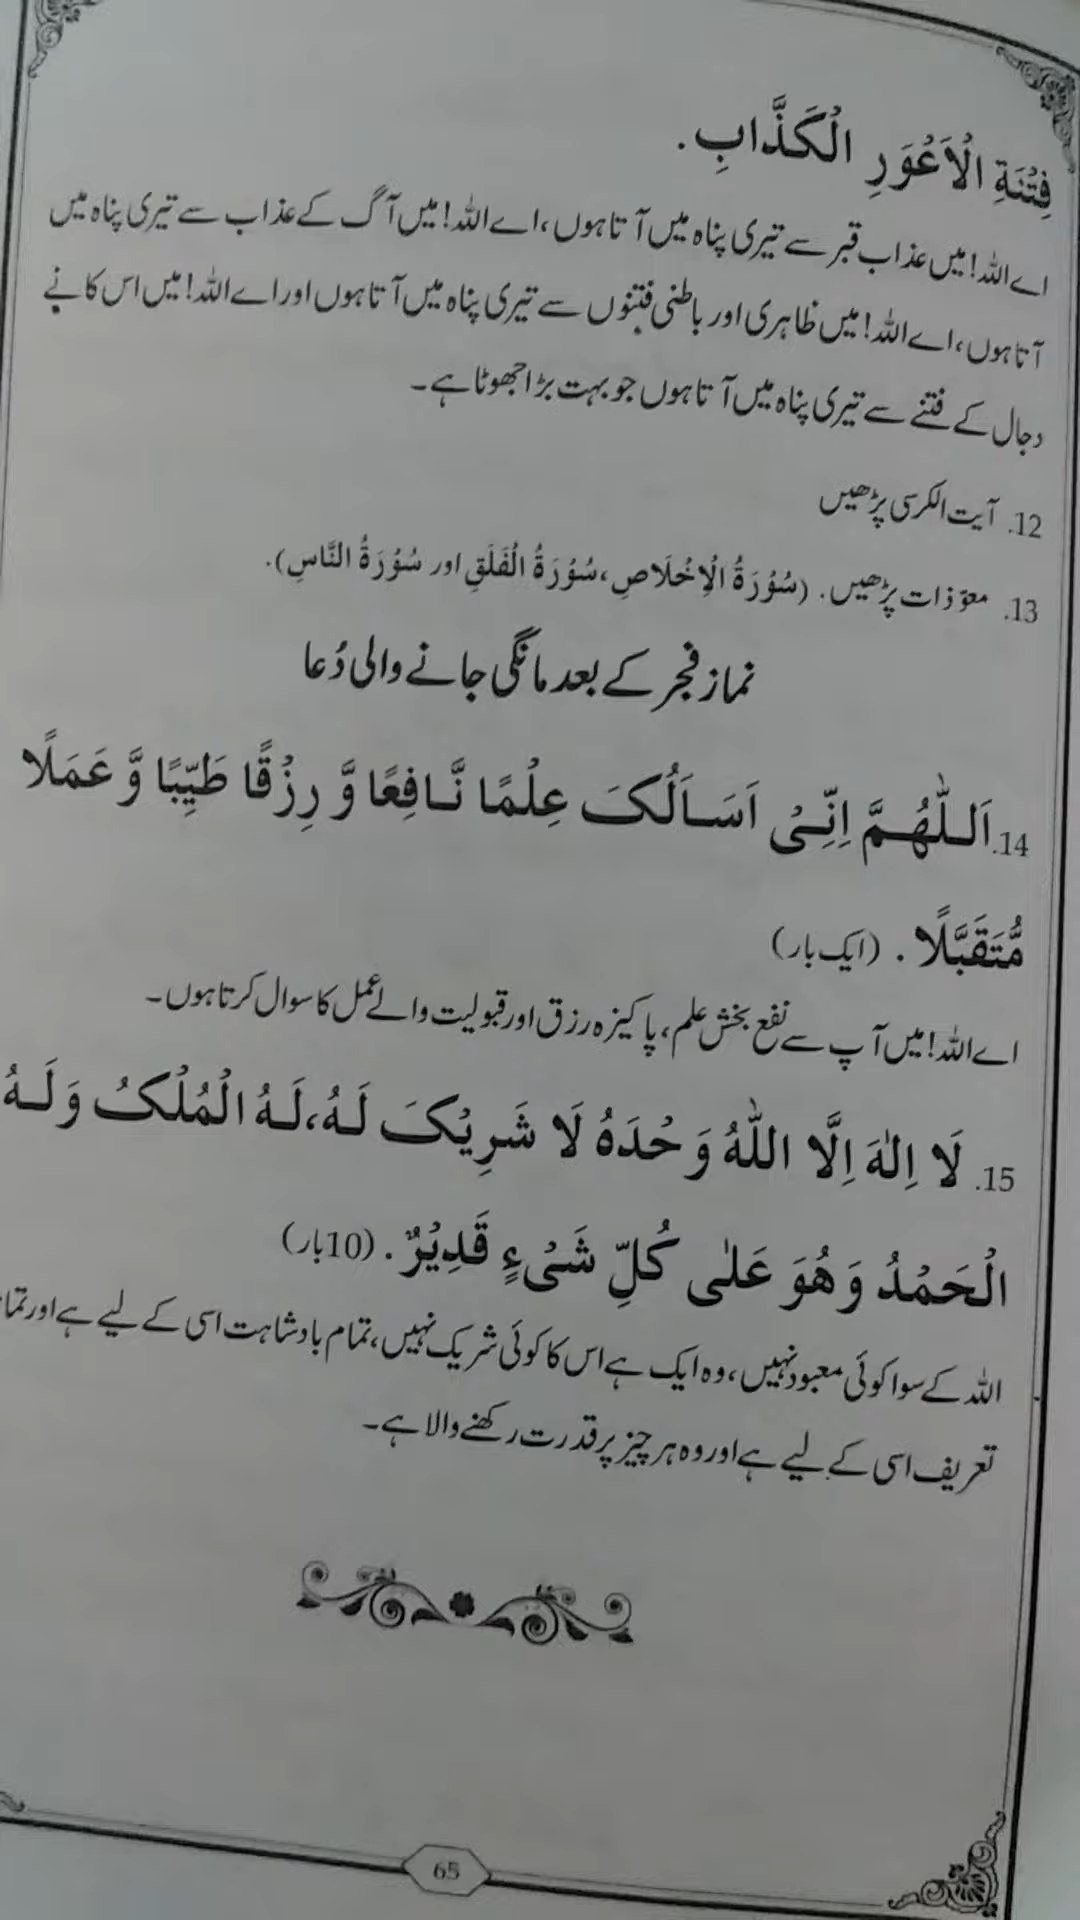 فِتْنَةِ الْاَعْوَرِ الْكَذَّابِ.
اے اللہ! میں عذاب قبر سے تیری پناہ میں آتا ہوں، اے اللہ! میں آگ کے عذاب سے تیری پناہ میں
آتا ہوں، اے اللہ! میں ظاہری اور باطنی فتنوں سے تیری پناہ میں آتا ہوں اور اے اللہ! میں اس کانے
دجال کے فتنے سے تیری پناہ میں آتا ہوں جو بہت بڑا جھوٹا ہے۔
12. آیت الکرسی پڑھیں
13. معوّذات پڑھیں. (سُوْرَةُ الْاِخْلَاصِ، سُوْرَةُ الْفَلَقِ اور سُوْرَةُ النَّاسِ).
نماز فجر کے بعد مانگی جانے والی دُعا
14. اَللّٰهُمَّ اِنِّیْ اَسَاَلُکَ عِلْمًا نَّافِعًا وَّ رِزْقًا طَیِّبًا وَّ عَمَلًا
مُّتَقَبَّلًا. (ایک بار)
اے اللہ! میں آپ سے نفع بخش علم، پاکیزہ رزق اور قبولیت والے عمل کا سوال کرتا ہوں۔
15. لَا اِلٰهَ اِلَّا اللّٰهُ وَحْدَهُ لَا شَرِیْکَ لَهُ، لَهُ الْمُلْکُ وَلَهُ
الْحَمْدُ وَهُوَ عَلٰی کُلِّ شَیْءٍ قَدِیْرٌ. (10 بار)
اللہ کے سوا کوئی معبود نہیں، وہ ایک ہے اس کا کوئی شریک نہیں، تمام بادشاہت اسی کے لیے ہے اور تمام
تعریف اسی کے لیے ہے اور وہ ہر چیز پر قدرت رکھنے والا ہے۔
65